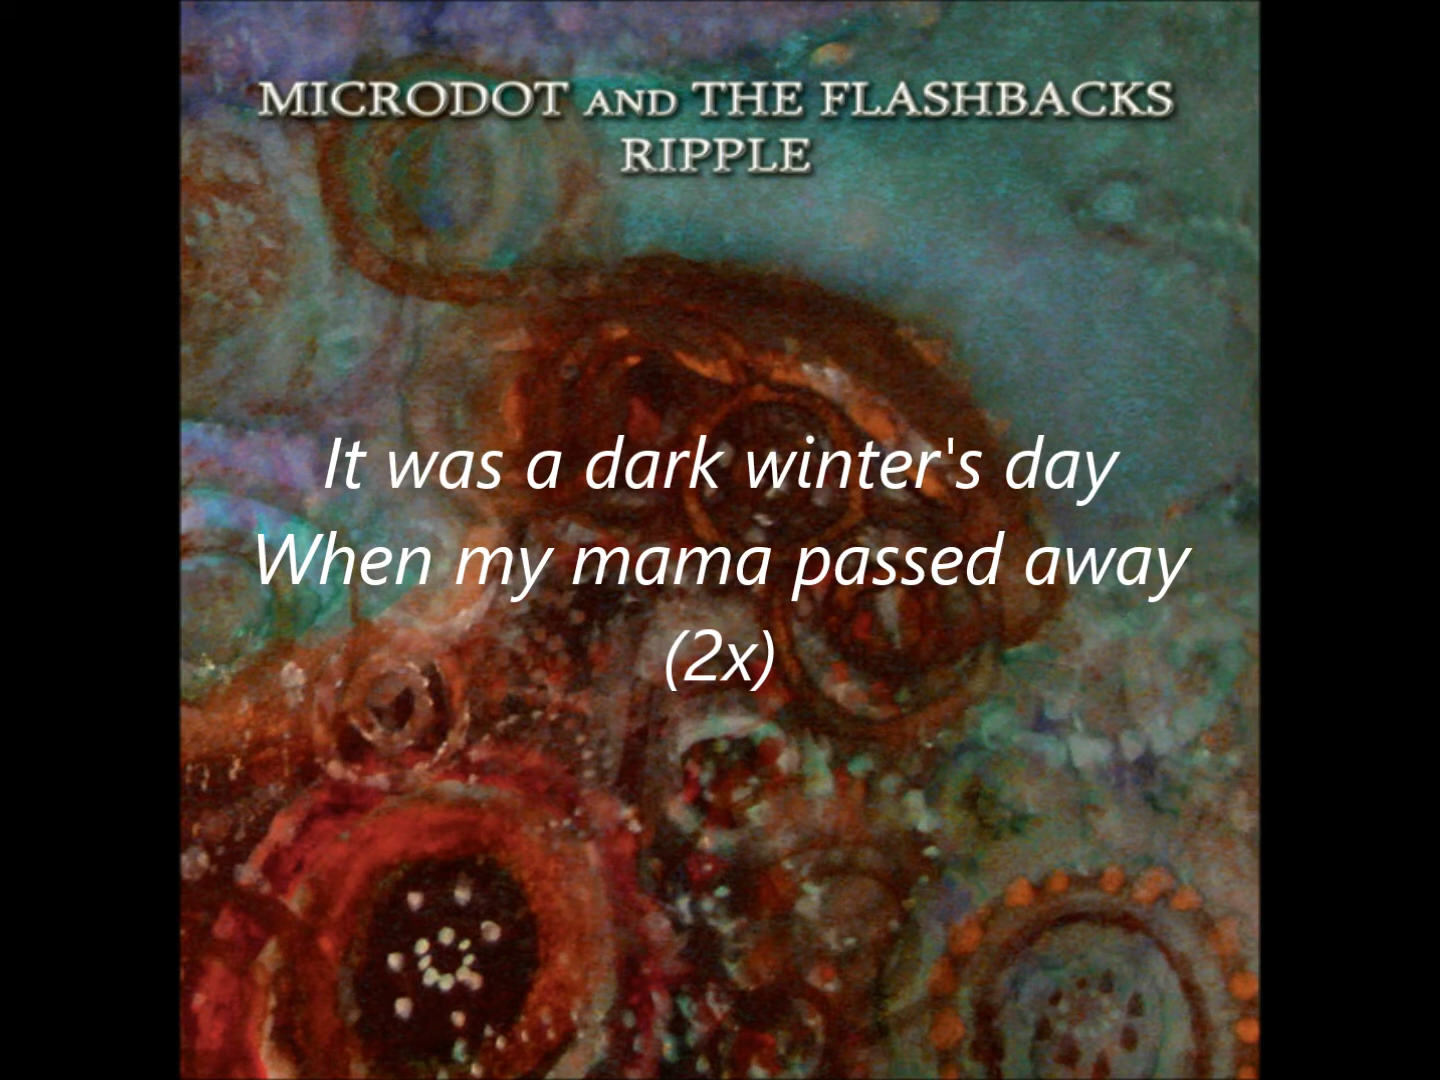 MICRODOT AND THE FLASHBACKS
RIPPLE
It was a dark winter's day
When my mama passed away
(2x)